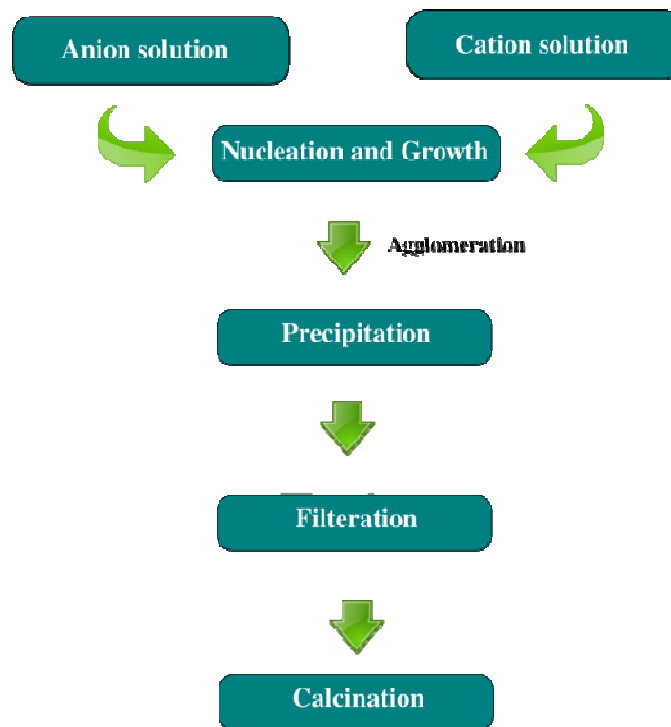 Anion solution
Cation solution
Nucleation and Growth
Agglomeration
Precipitation
Filteration
Calcination